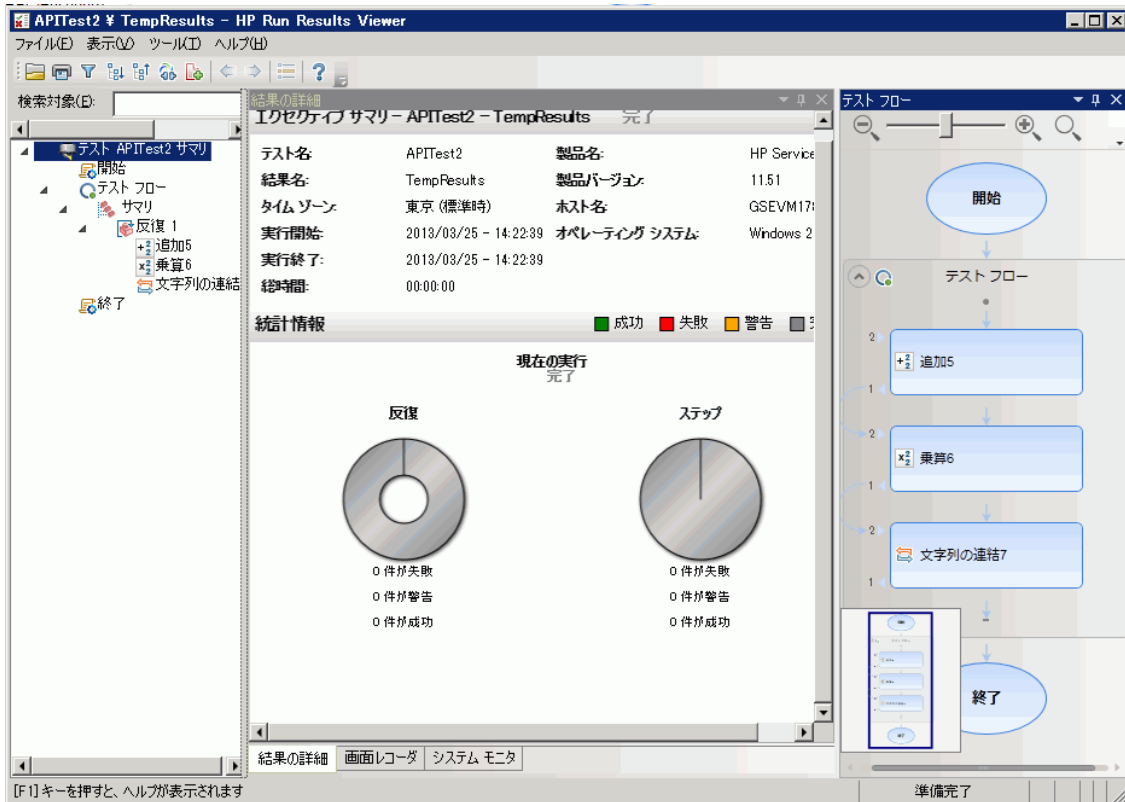 APITest2 ¥ TempResults - HP Run Results Viewer
ファイル(F) 表示(V) ツール(T) ヘルプ(H)
検索対象(E):
テスト APITest2 サマリ
開始
テスト フロー
サマリ
反復 1
追加5
乗算6
文字列の連結
終了
結果の詳細
エグゼクティブ サマリ - APITest2 - TempResults 完了
テスト名: APITest2 製品名: HP Service
結果名: TempResults 製品バージョン: 11.51
タイム ゾーン: 東京 (標準時) ホスト名: GSEVM178
実行開始: 2013/03/25 - 14:22:39 オペレーティング システム: Windows 2
実行終了: 2013/03/25 - 14:22:39
総時間: 00:00:00
統計情報 成功 失敗 警告
現在の実行
完了
反復 ステップ
0 件が失敗 0 件が失敗
0 件が警告 0 件が警告
0 件が成功 0 件が成功
結果の詳細 画面レコーダ システム モニタ
テスト フロー
開始
テスト フロー
2
追加5
1
2
乗算6
1
2
文字列の連結7
1
終了
[F1] キーを押すと、ヘルプが表示されます 準備完了